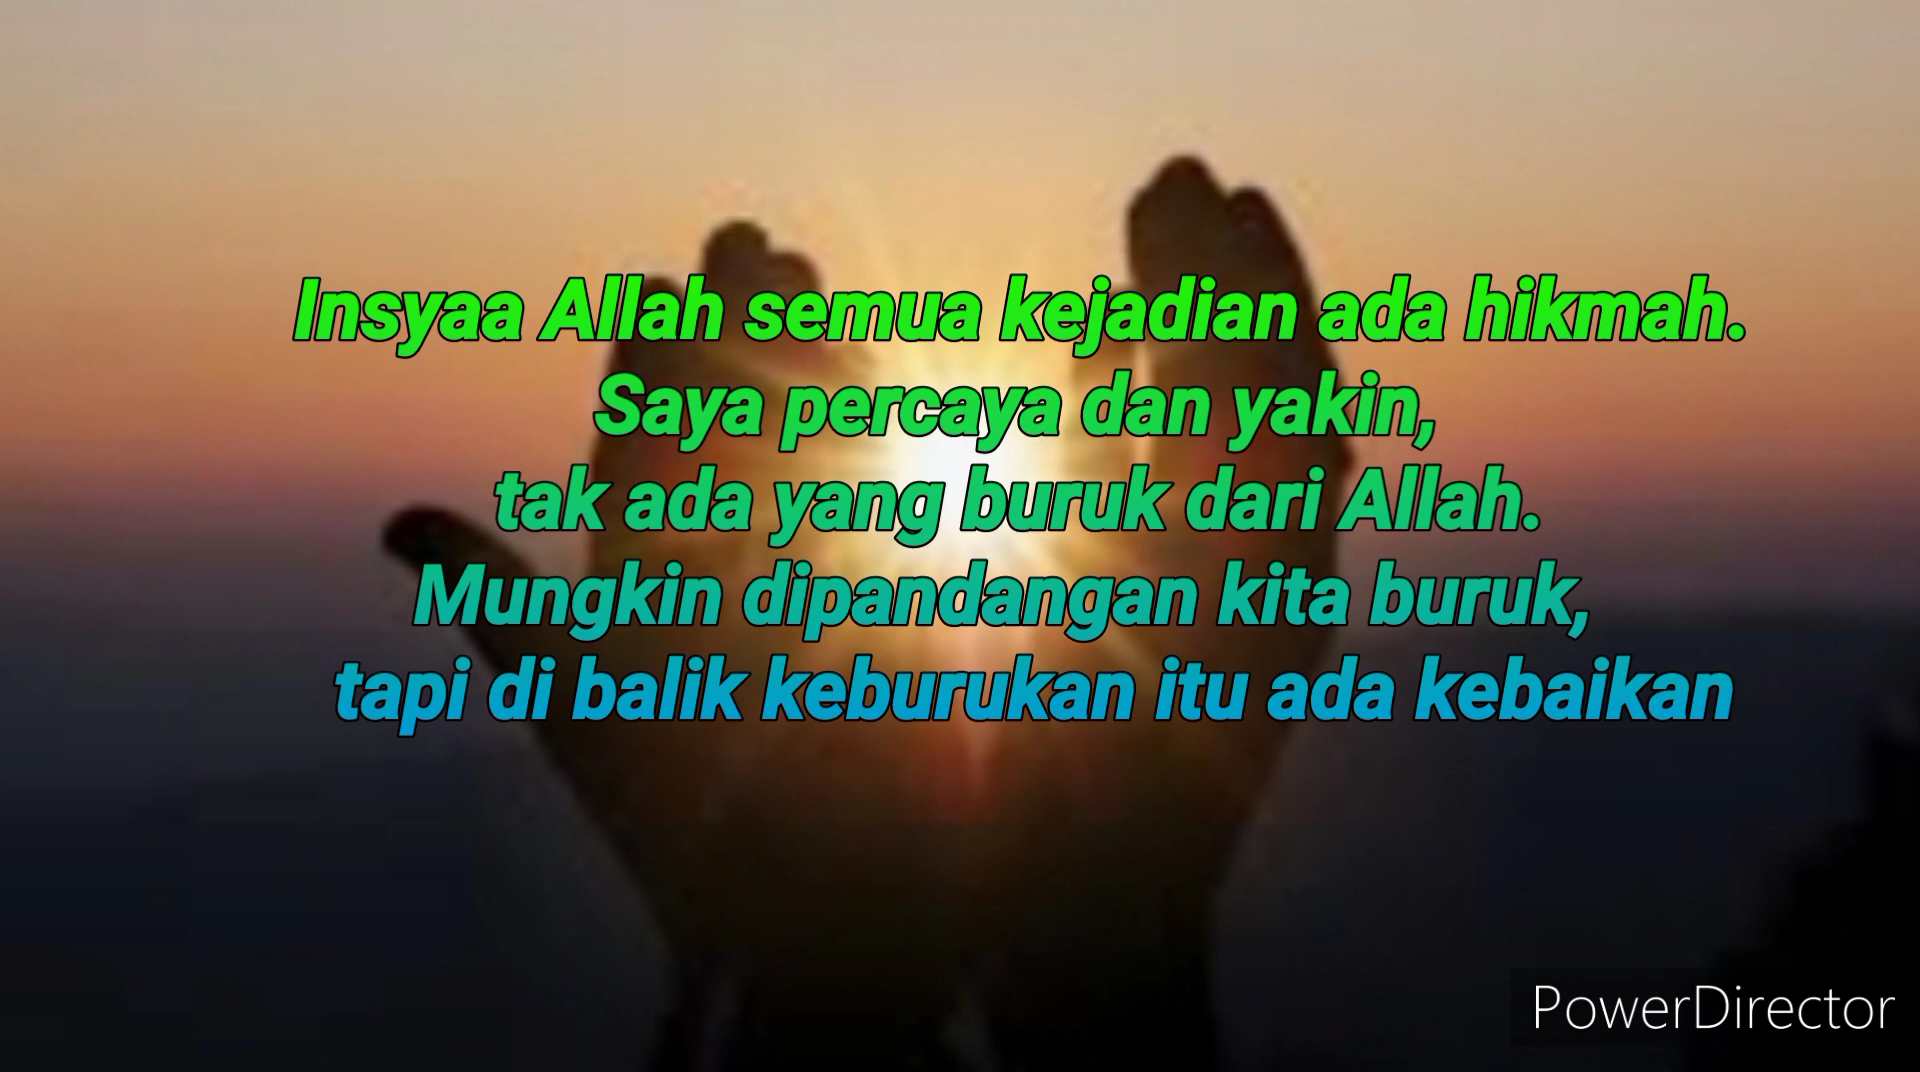 Insyaa Allah semua kejadian ada hikmah.
Saya percaya dan yakin,
tak ada yang buruk dari Allah.
Mungkin dipandangan kita buruk,
tapi di balik keburukan itu ada kebaikan
PowerDirector